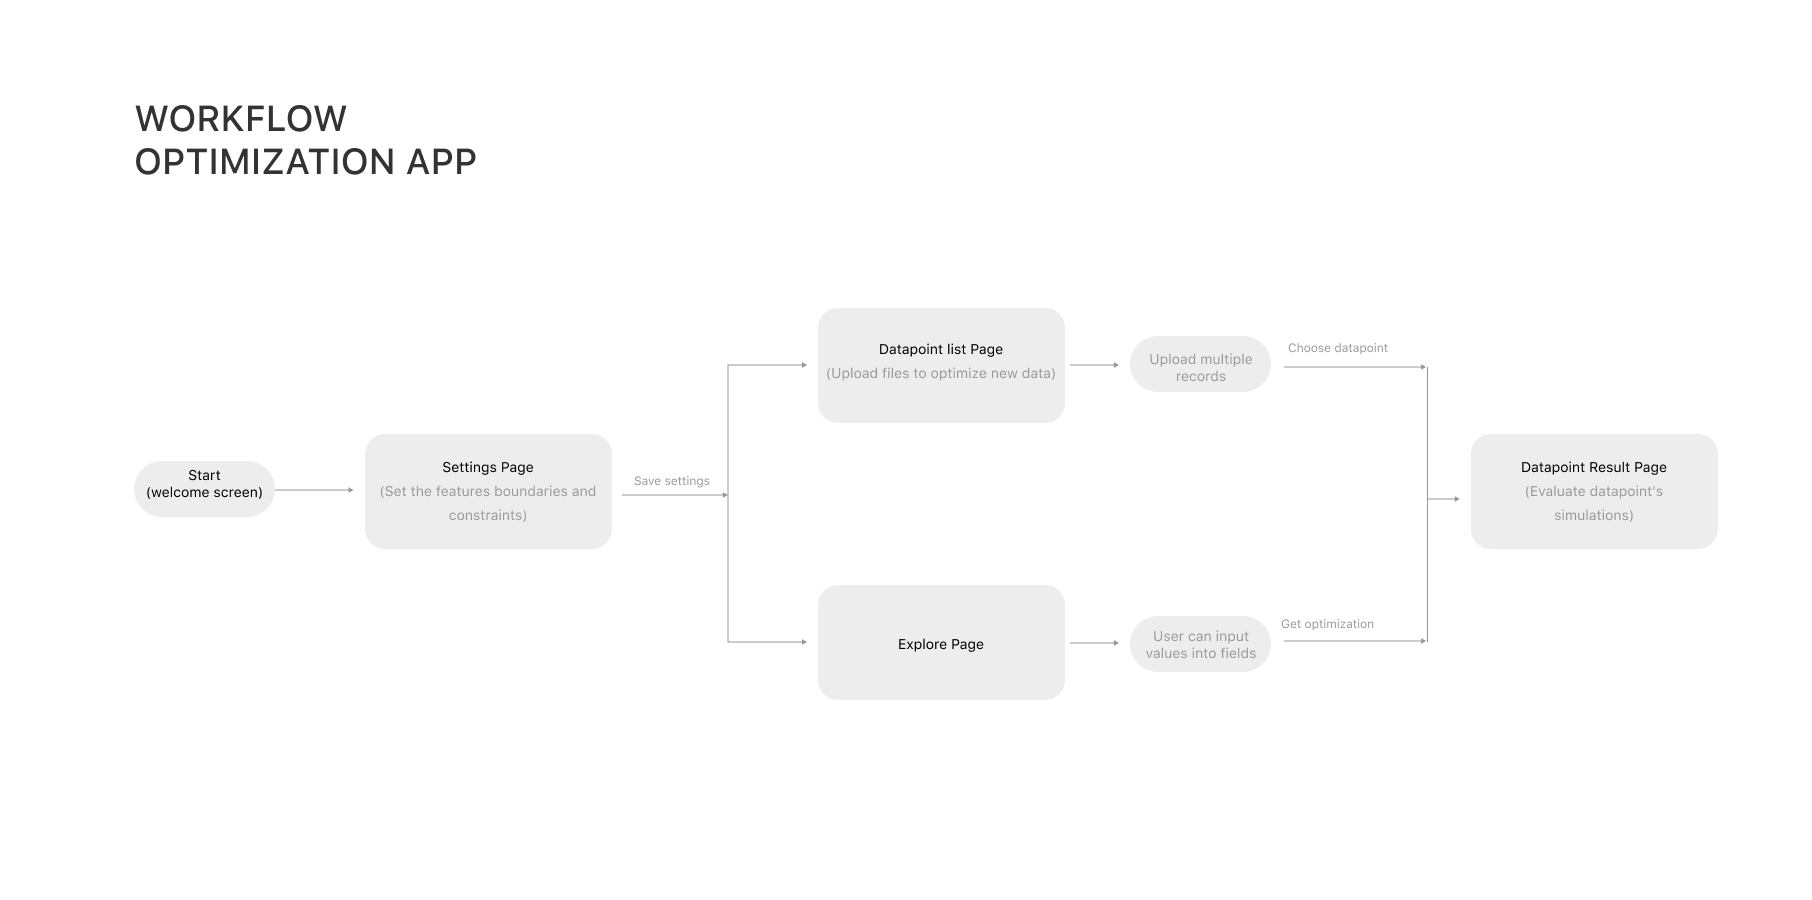 WORKFLOW
OPTIMIZATION APP
Start
(welcome screen)
Settings Page
(Set the features boundaries and
constraints)
Save settings
Datapoint list Page
(Upload files to optimize new data)
Upload multiple
records
Choose datapoint
Explore Page
User can input
values into fields
Get optimization
Datapoint Result Page
(Evaluate datapoint's
simulations)